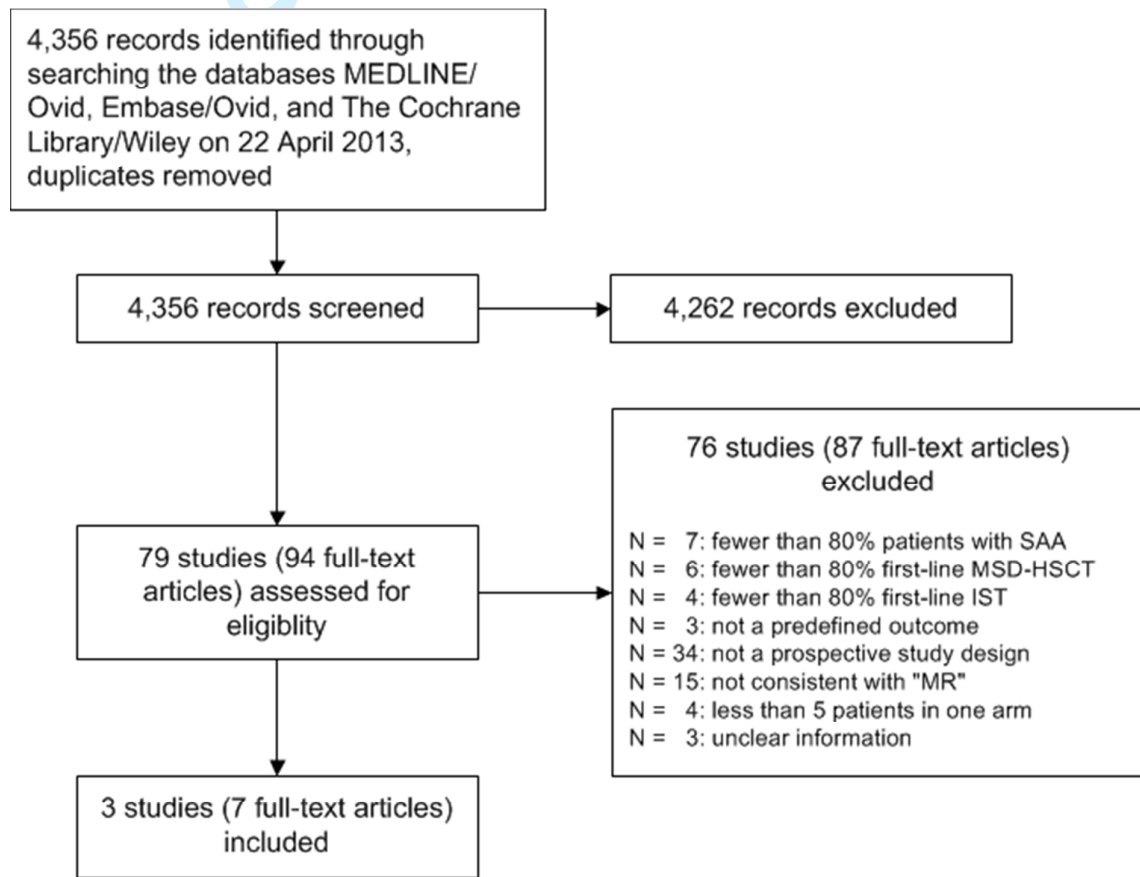 4,356 records identified through
searching the databases MEDLINE/
Ovid, Embase/Ovid, and The Cochrane
Library/Wiley on 22 April 2013,
duplicates removed
4,356 records screened
4,262 records excluded
79 studies (94 full-text
articles) assessed for
eligiblity
76 studies (87 full-text articles)
excluded
N = 7: fewer than 80% patients with SAA
N = 6: fewer than 80% first-line MSD-HSCT
N = 4: fewer than 80% first-line IST
N = 3: not a predefined outcome
N = 34: not a prospective study design
N = 15: not consistent with "MR"
N = 4: less than 5 patients in one arm
N = 3: unclear information
3 studies (7 full-text articles)
included